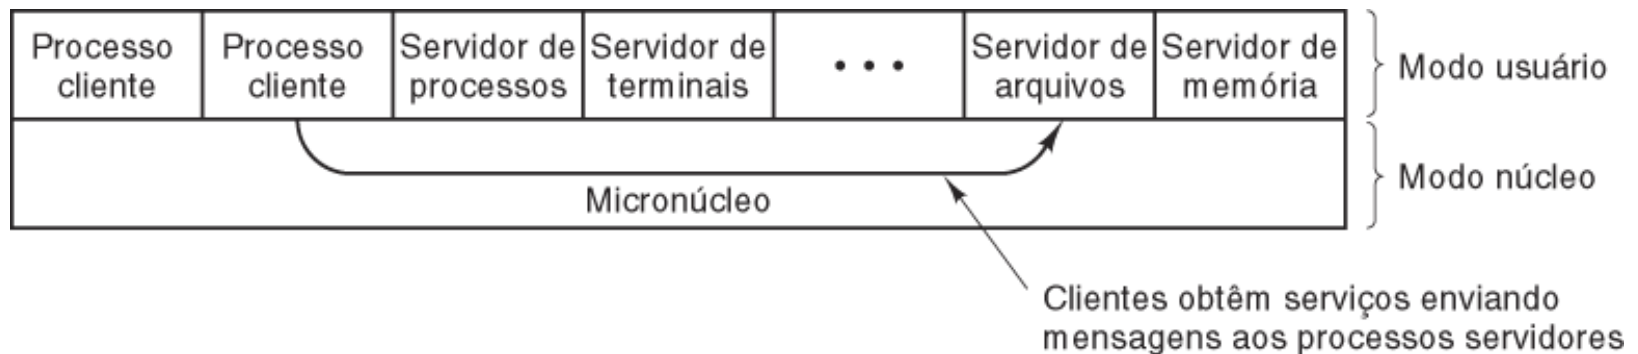 Processo cliente
Processo cliente
Servidor de processos
Servidor de terminais
• • •
Servidor de arquivos
Servidor de memória
Modo usuário
Micronúcleo
Modo núcleo
Clientes obtêm serviços enviando
mensagens aos processos servidores